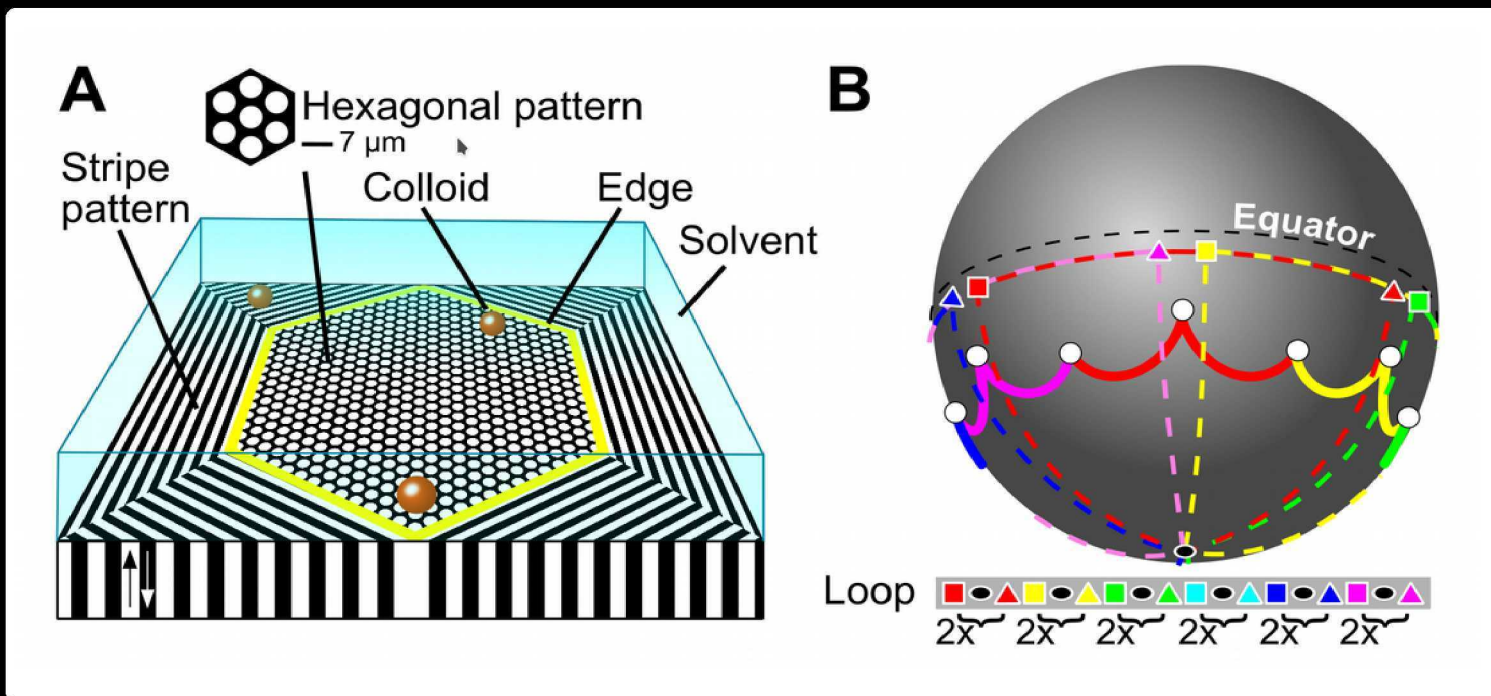 A
Hexagonal pattern
7 µm
Stripe
pattern
Colloid
Edge
Solvent
B
Equator
Loop
2x 2x 2x 2x 2x 2x